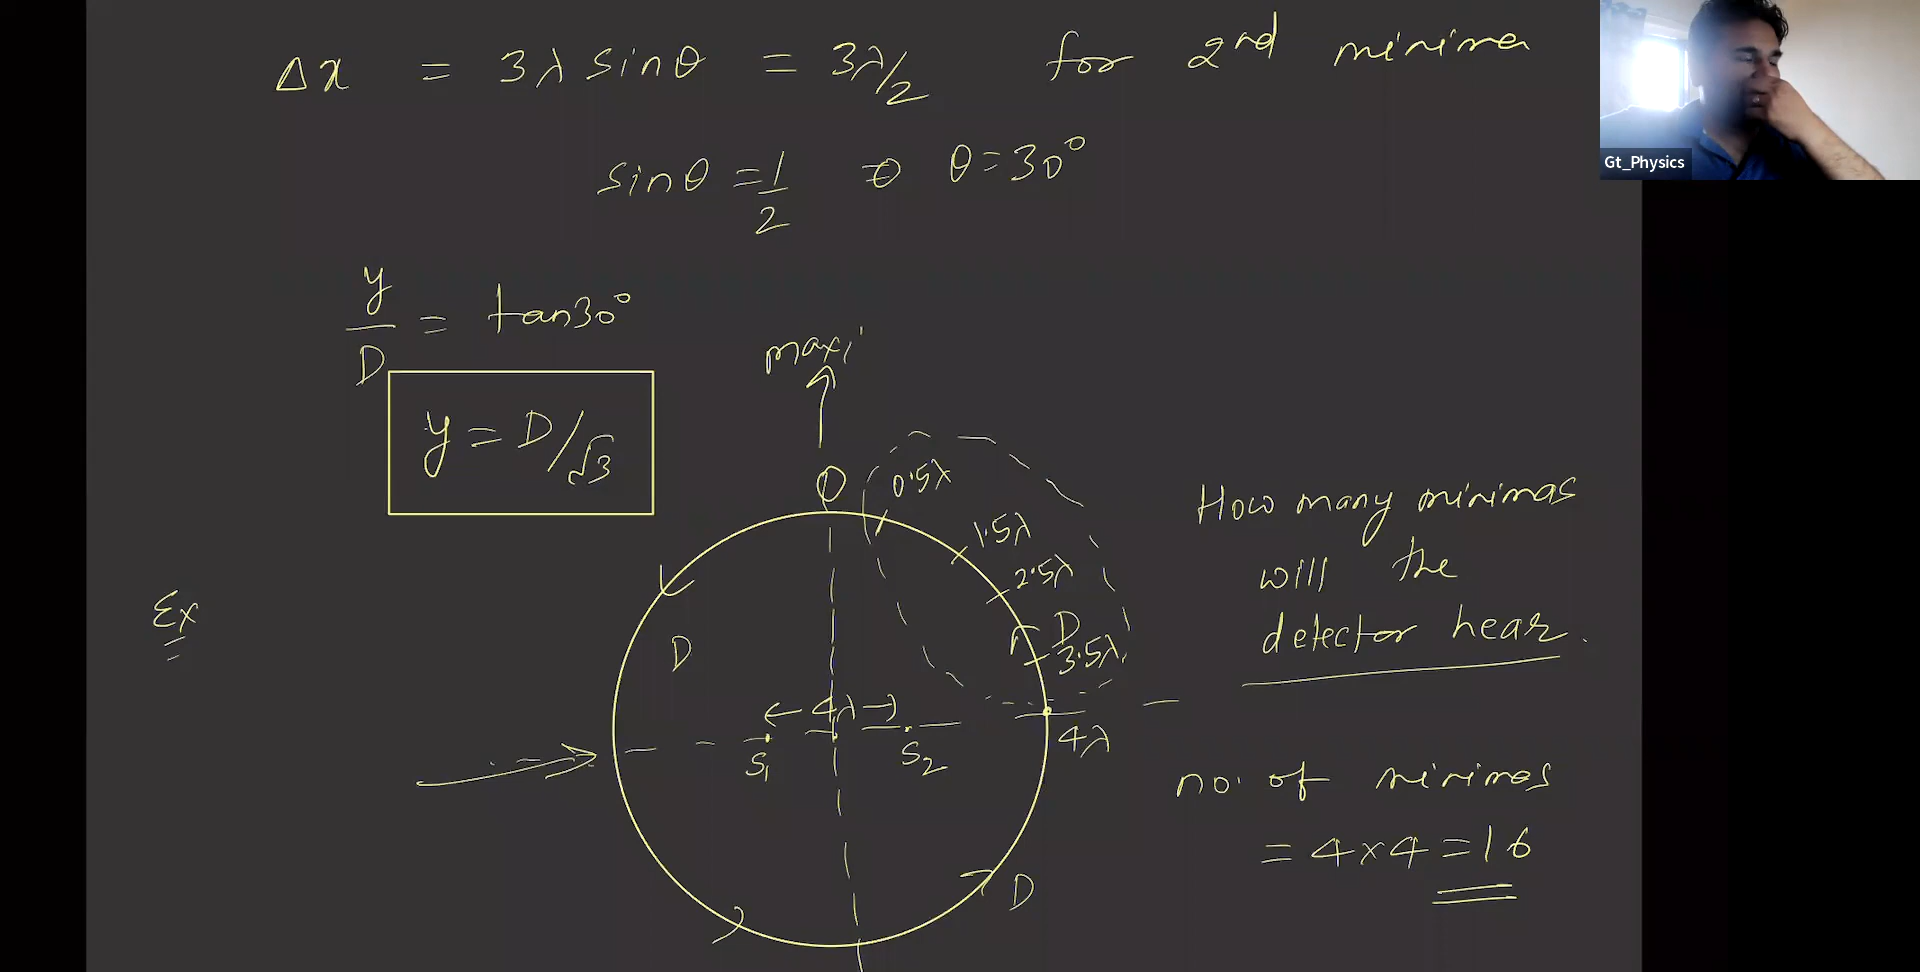 Δx = 3λ sinθ = 3λ/2 for 2nd minima
Gt_Physics
sinθ = 1/2 ⇒ θ = 30°
y/D = tan30°
y = D/√3
maxi
Ex
0
0.5λ
1.5λ
2.5λ
D
3.5λ
4λ
D
← 4λ →
S₁
S₂
D
How many minimas
will the
detector hear.
no. of minimas
= 4×4 = 16